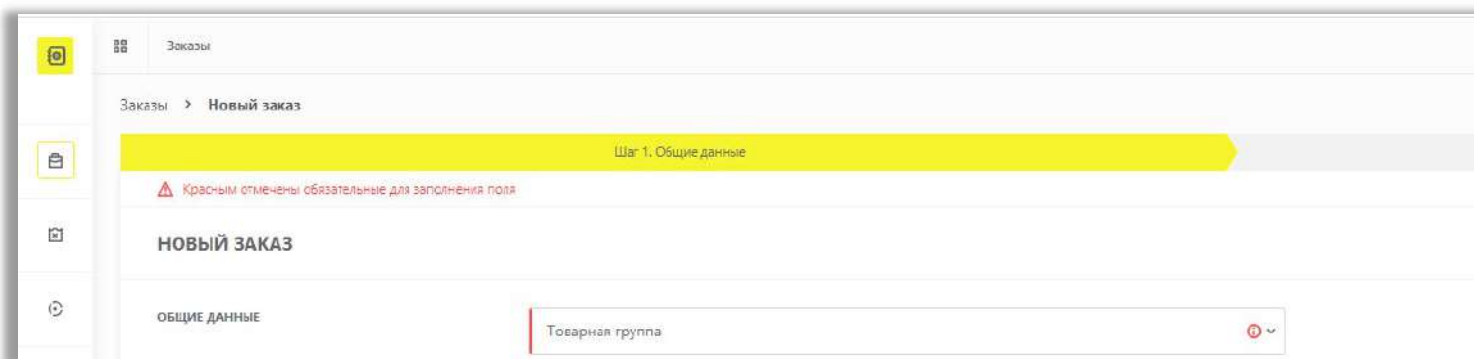 Заказы
Заказы > Новый заказ
Шаг 1. Общие данные
Красным отмечены обязательные для заполнения поля
НОВЫЙ ЗАКАЗ
ОБЩИЕ ДАННЫЕ
Товарная группа